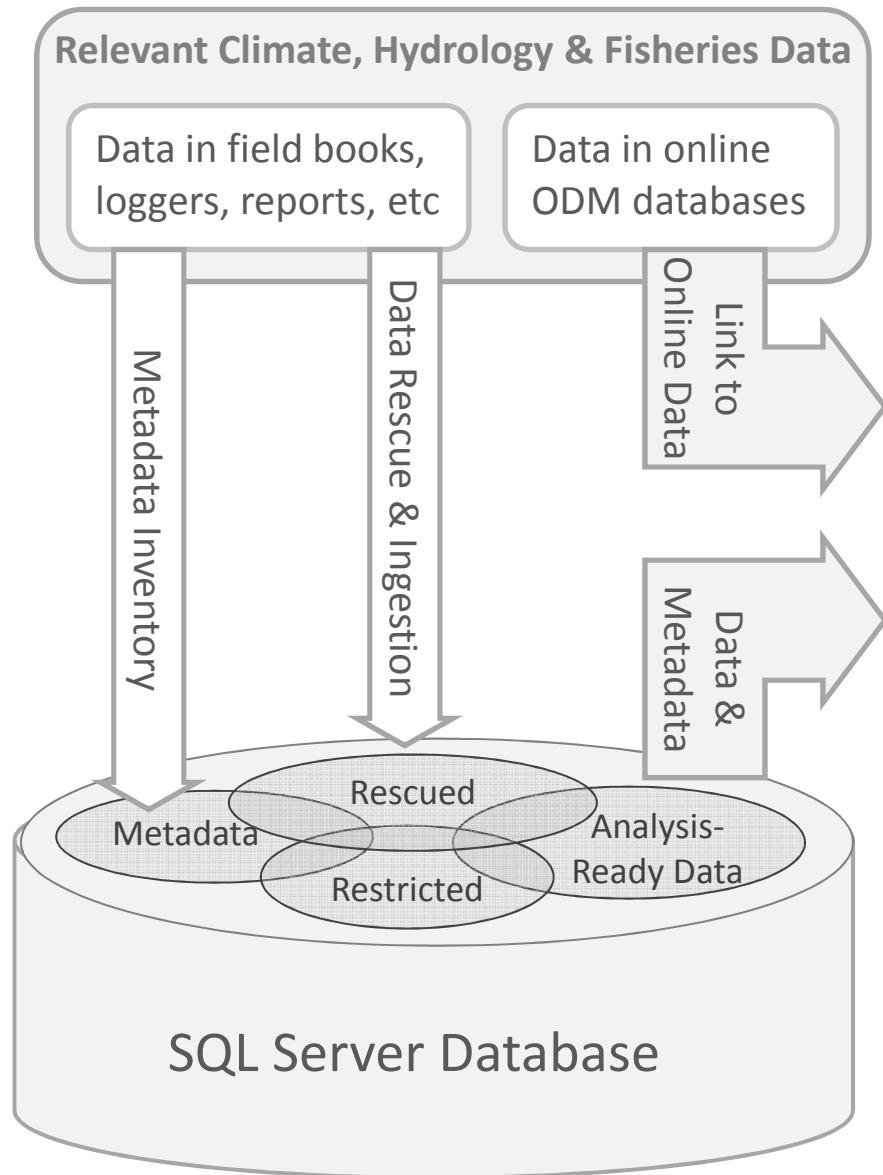 Relevant Climate, Hydrology & Fisheries Data
Data in field books,
loggers, reports, etc
Data in online
ODM databases
Metadata Inventory
Data Rescue & Ingestion
Link to
Online Data
Data &
Metadata
Rescued
Metadata
Analysis-
Ready Data
Restricted
SQL Server Database